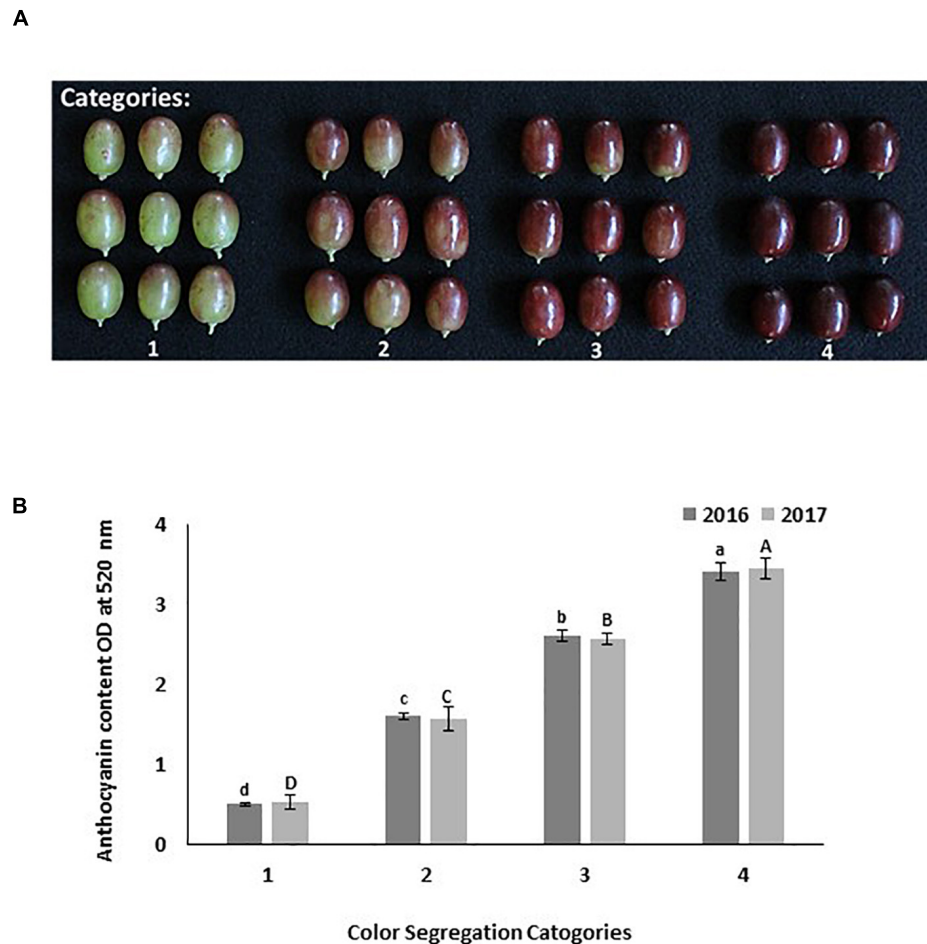 A
Categories:
1 2 3 4
B
2016 2017
Anthocyanin content OD at 520 nm
4
3
2
1
0
d D c C b B a A
1 2 3 4
Color Segregation Catogories